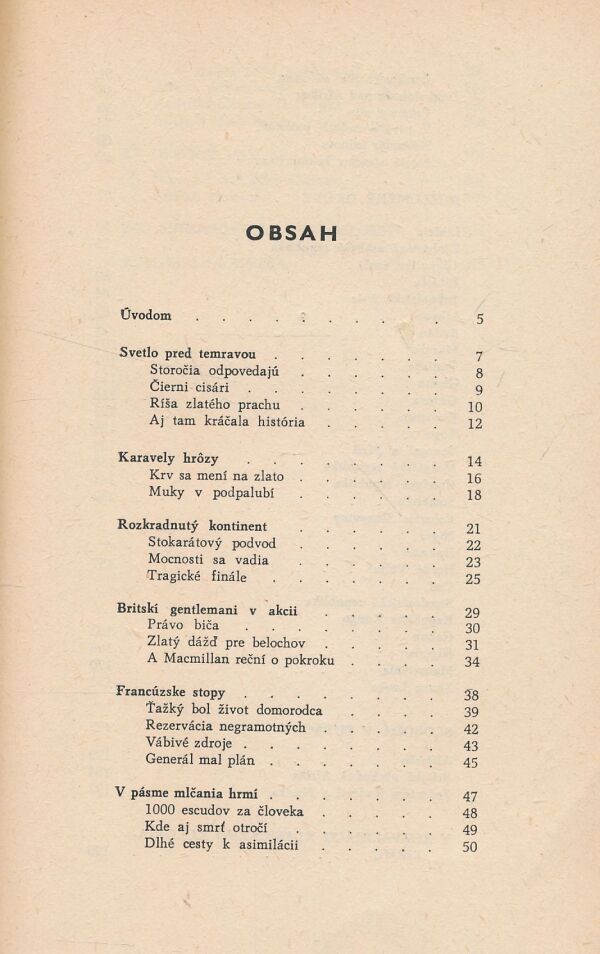 OBSAH
Úvodom . . . . . . . . . . 5
Svetlo pred temravou . . . . . . . 7
Storočia odpovedajú . . . . . . 8
Čierni cisári . . . . . . . . 9
Ríša zlatého prachu . . . . . . 10
Aj tam kráčala história . . . . . 12
Karavely hrôzy . . . . . . . . 14
Krv sa mení na zlato . . . . . . 16
Muky v podpalubí . . . . . . 18
Rozkradnutý kontinent . . . . . . 21
Stokarátový podvod . . . . . . 22
Mocnosti sa vadia . . . . . . 23
Tragické finále . . . . . . . 25
Britskí gentlemani v akcii . . . . . . 29
Právo biča . . . . . . . . 30
Zlatý dážď pre belochov . . . . . 31
A Macmillan reční o pokroku . . . . 34
Francúzske stopy . . . . . . . . 38
Ťažký bol život domorodca . . . . 39
Rezervácia negramotných . . . . . 42
Vábivé zdroje . . . . . . . . 43
Generál mal plán . . . . . . . 45
V pásme mlčania hrmí . . . . . . . 47
1000 escudov za človeka . . . . . 48
Kde aj smrť otročí . . . . . . 49
Dlhé cesty k asimilácii . . . . . 50